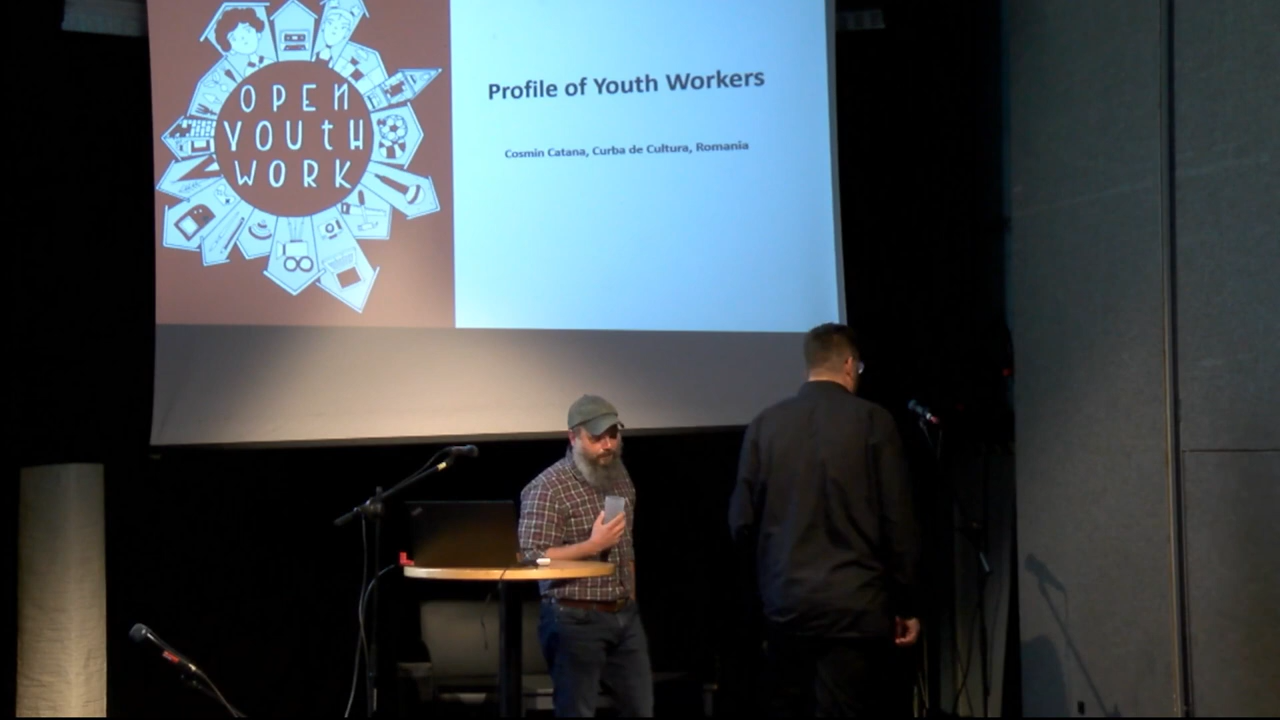 OPEN
YOUtH
WORK
Profile of Youth Workers
Cosmin Catana, Curba de Cultura, Romania